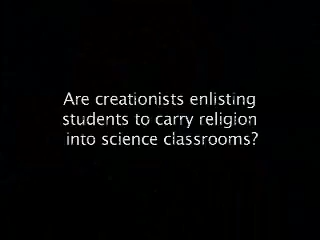 Are creationists enlisting
students to carry religion
into science classrooms?